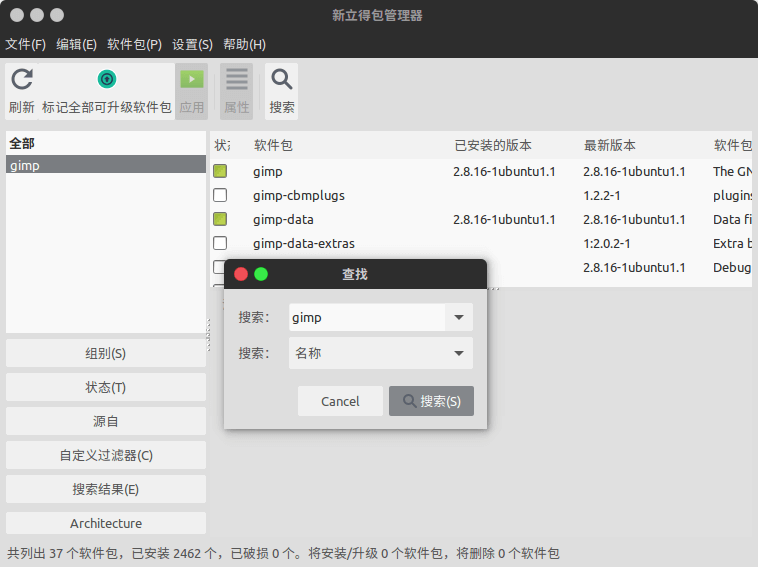 新立得包管理器
文件(F) 编辑(E) 软件包(P) 设置(S) 帮助(H)
刷新 标记全部可升级软件包 应用 属性 搜索
全部
gimp
软件包 已安装的版本 最新版本 软件包
gimp 2.8.16-1ubuntu1.1 2.8.16-1ubuntu1.1 The GN
gimp-cbmplugs 1.2.2-1 plugins
gimp-data 2.8.16-1ubuntu1.1 2.8.16-1ubuntu1.1 Data fi
gimp-data-extras 1:2.0.2-1 Extra b
2.8.16-1ubuntu1.1 Debug
查找
搜索： gimp
搜索： 名称
Cancel 搜索(S)
组别(S)
状态(T)
源自
自定义过滤器(C)
搜索结果(E)
Architecture
共列出 37 个软件包，已安装 2462 个，已破损 0 个。将安装/升级 0 个软件包，将删除 0 个软件包